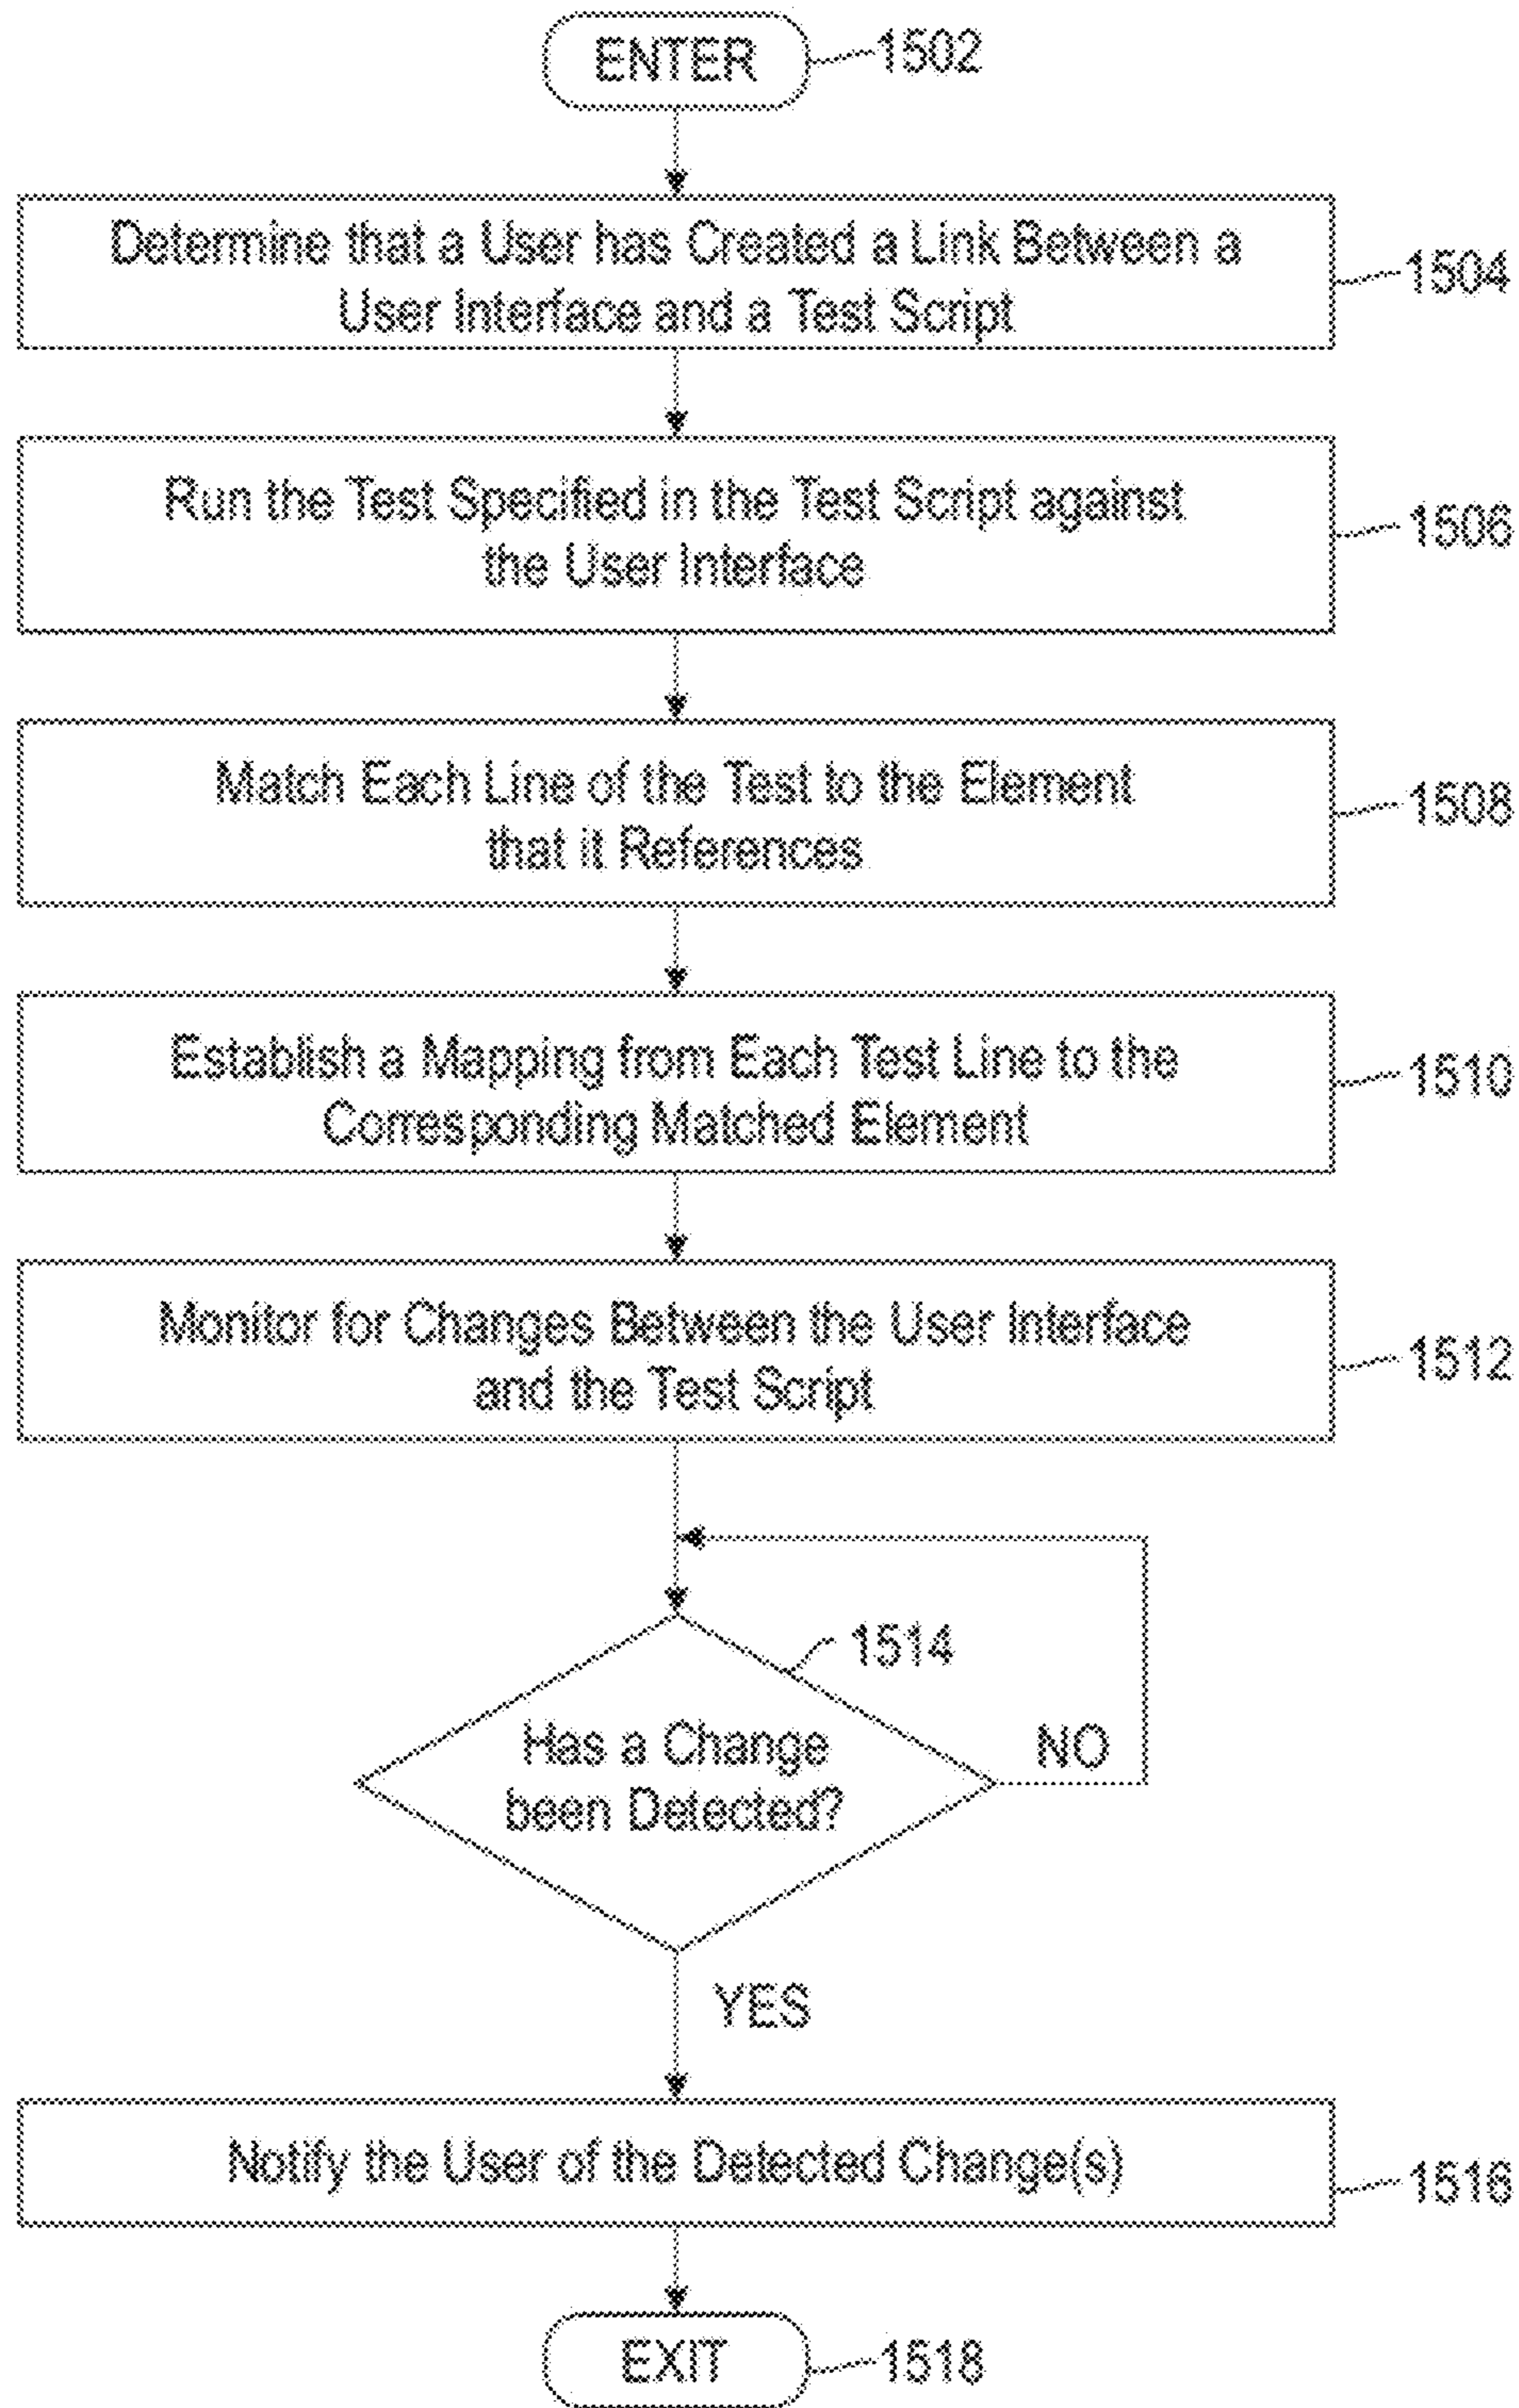 ENTER
1502
Determine that a User has Created a Link Between a
User Interface and a Test Script
1504
Run the Test Specified in the Test Script against
the User Interface
1506
Match Each Line of the Test to the Element
that it References
1508
Establish a Mapping from Each Test Line to the
Corresponding Matched Element
1510
Monitor for Changes Between the User Interface
and the Test Script
1512
1514
Has a Change
been Detected?
NO
YES
Notify the User of the Detected Change(s)
1516
EXIT
1518